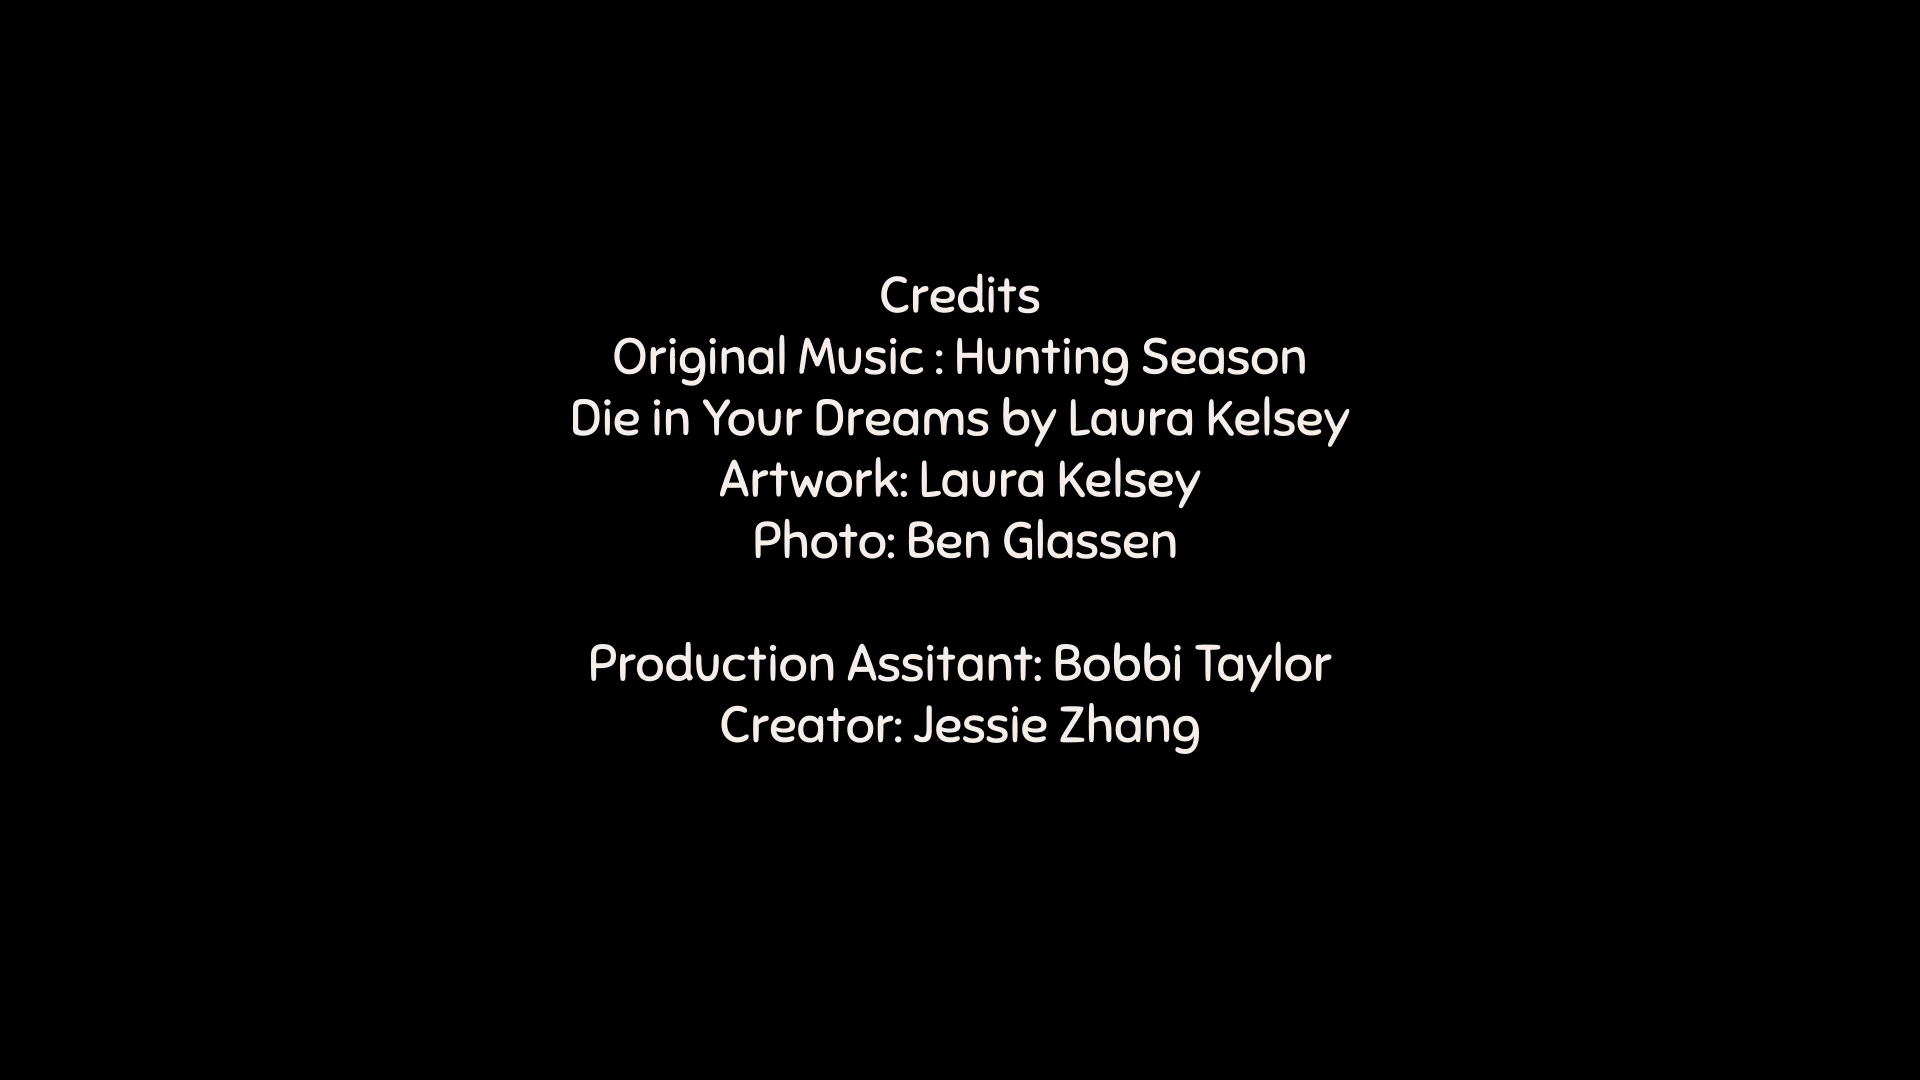 Credits
Original Music : Hunting Season
Die in Your Dreams by Laura Kelsey
Artwork: Laura Kelsey
Photo: Ben Glassen
Production Assitant: Bobbi Taylor
Creator: Jessie Zhang